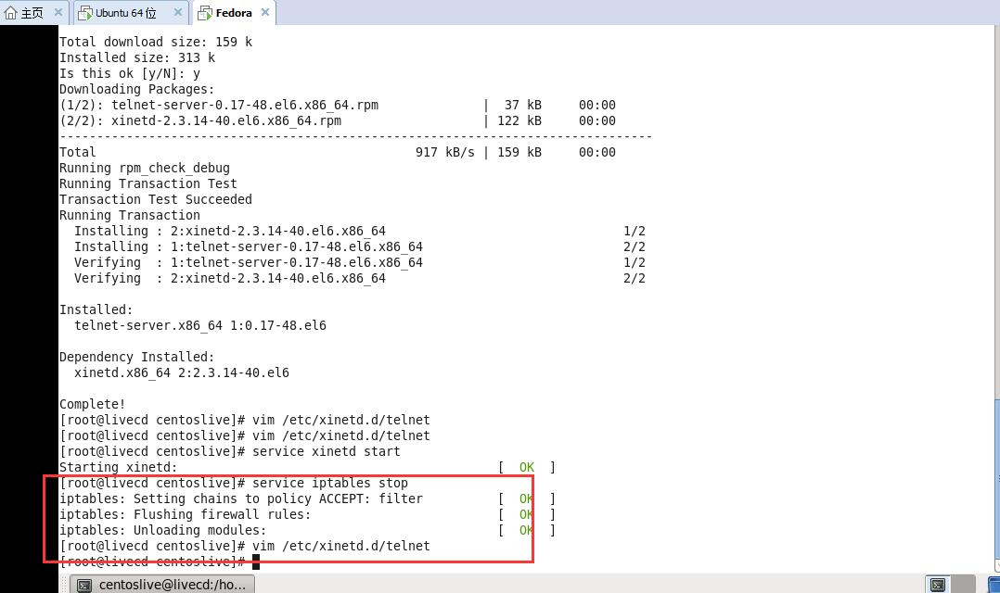 主页 × Ubuntu 64 位 × Fedora ×
Total download size: 159 k
Installed size: 313 k
Is this ok [y/N]: y
Downloading Packages:
(1/2): telnet-server-0.17-48.el6.x86_64.rpm | 37 kB 00:00
(2/2): xinetd-2.3.14-40.el6.x86_64.rpm | 122 kB 00:00
--------------------------------------------------------------------------------
Total 917 kB/s | 159 kB 00:00
Running rpm_check_debug
Running Transaction Test
Transaction Test Succeeded
Running Transaction
Installing : 2:xinetd-2.3.14-40.el6.x86_64 1/2
Installing : 1:telnet-server-0.17-48.el6.x86_64 2/2
Verifying : 1:telnet-server-0.17-48.el6.x86_64 1/2
Verifying : 2:xinetd-2.3.14-40.el6.x86_64 2/2
Installed:
telnet-server.x86_64 1:0.17-48.el6
Dependency Installed:
xinetd.x86_64 2:2.3.14-40.el6
Complete!
[root@livecd centoslive]# vim /etc/xinetd.d/telnet
[root@livecd centoslive]# vim /etc/xinetd.d/telnet
[root@livecd centoslive]# service xinetd start
Starting xinetd: [ OK ]
[root@livecd centoslive]# service iptables stop
iptables: Setting chains to policy ACCEPT: filter [ OK ]
iptables: Flushing firewall rules: [ OK ]
iptables: Unloading modules: [ OK ]
[root@livecd centoslive]# vim /etc/xinetd.d/telnet
[root@livecd centoslive]#
centoslive@livecd:/ho...